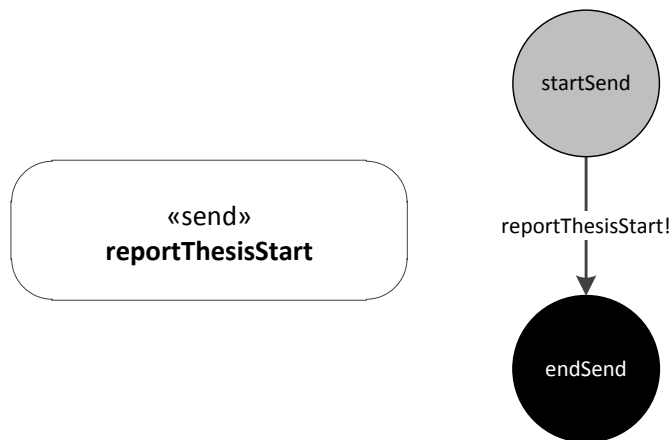 «send»
reportThesisStart
startSend
reportThesisStart!
endSend